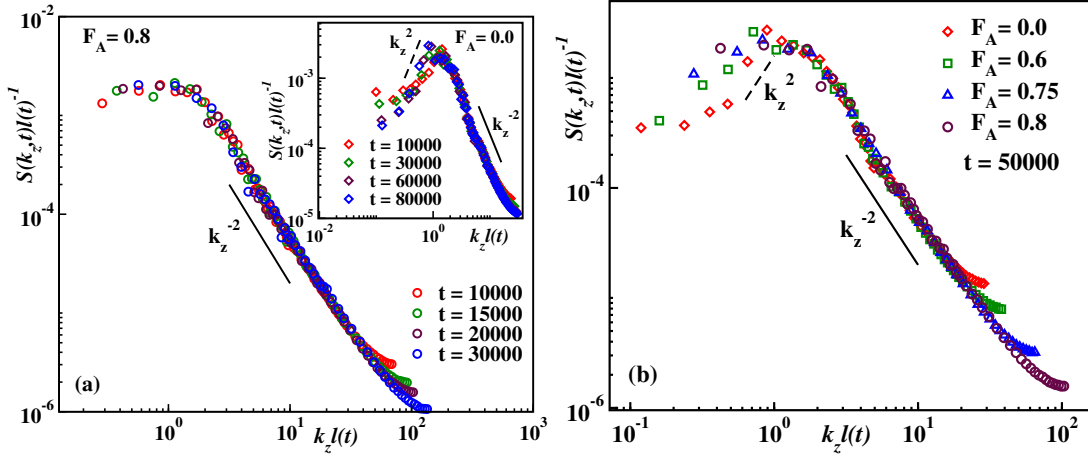 10^-2
F_A = 0.8
S(k_z,t)l(t)^-1
10^-4
10^-6
k_z^-2
(a)
t = 10000
t = 15000
t = 20000
t = 30000
10^0
10^1
10^2
10^3
k_z l(t)
k_z^2
F_A = 0.0
S(k_z,t)l(t)^-1
10^-3
10^-4
10^-5
k_z^-2
t = 10000
t = 30000
t = 60000
t = 80000
10^-2
10^0
10^2
k_z l(t)
S(k_z,t)l(t)^-1
10^-4
10^-6
k_z^2
k_z^-2
F_A = 0.0
F_A = 0.6
F_A = 0.75
F_A = 0.8
t = 50000
(b)
10^-1
10^0
10^1
10^2
k_z l(t)